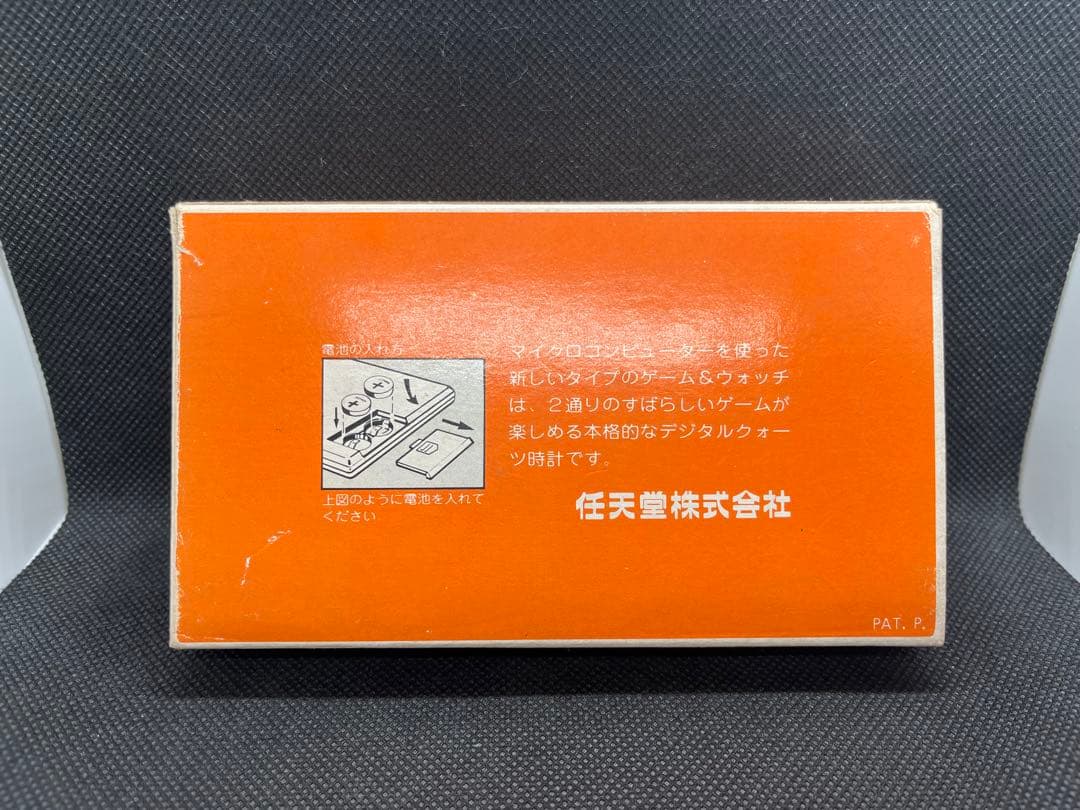 電池の入れ方
上図のように電池を入れて
ください
マイクロコンピューターを使った
新しいタイプのゲーム&ウォッチ
は、2通りのすばらしいゲームが
楽しめる本格的なデジタルクォー
ツ時計です。
任天堂株式会社
PAT. P.